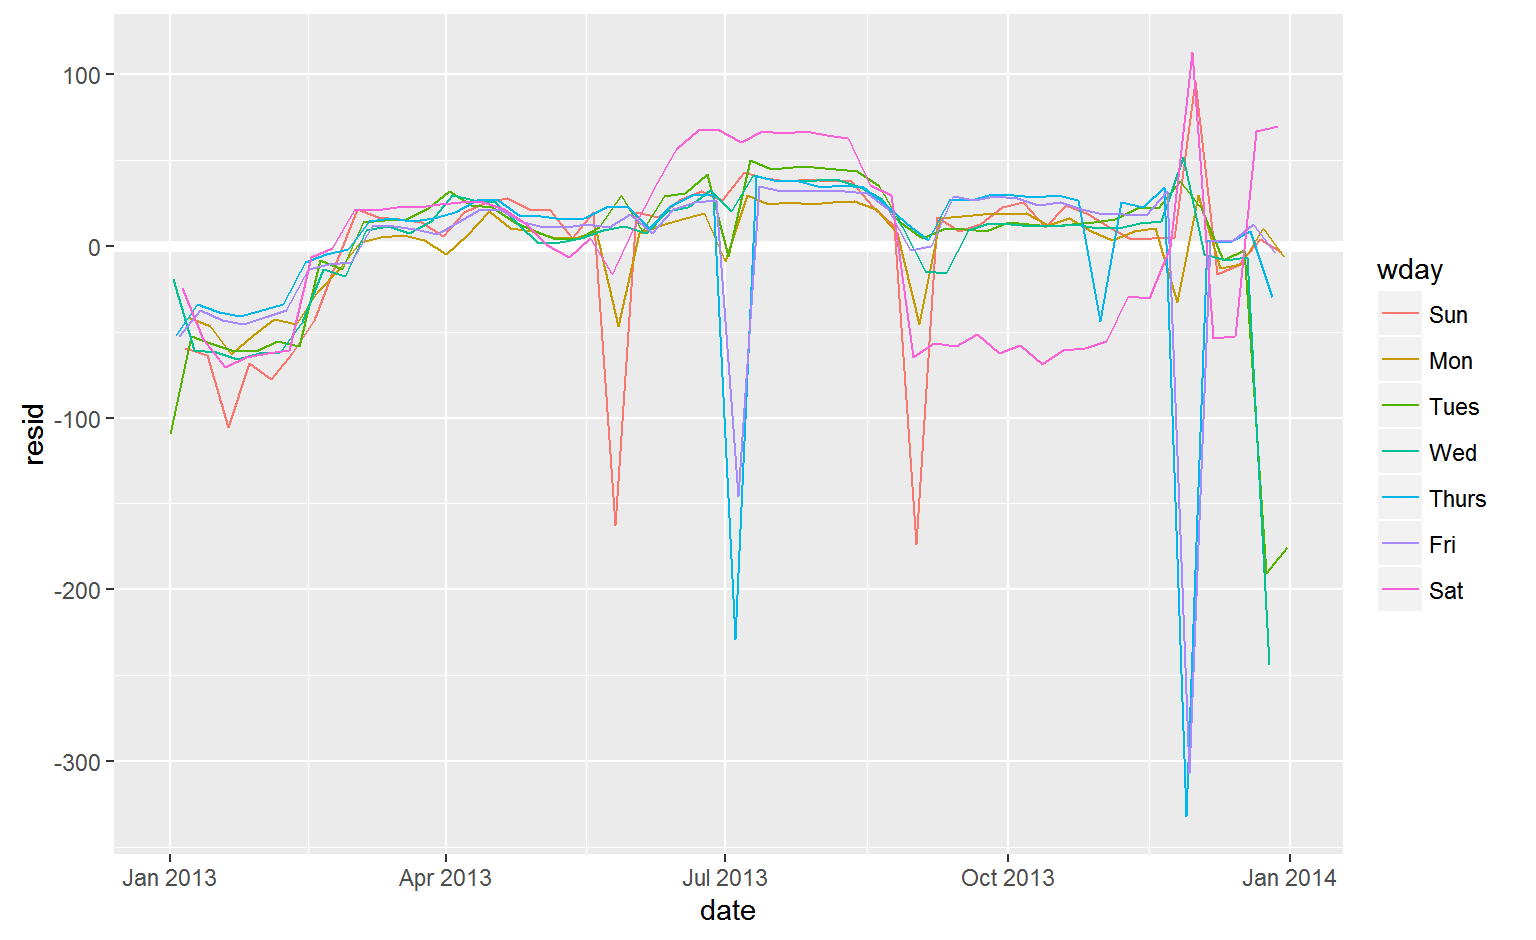 100
0
-100
-200
-300
resid
Jan 2013
Apr 2013
Jul 2013
Oct 2013
Jan 2014
date
wday
Sun
Mon
Tues
Wed
Thurs
Fri
Sat